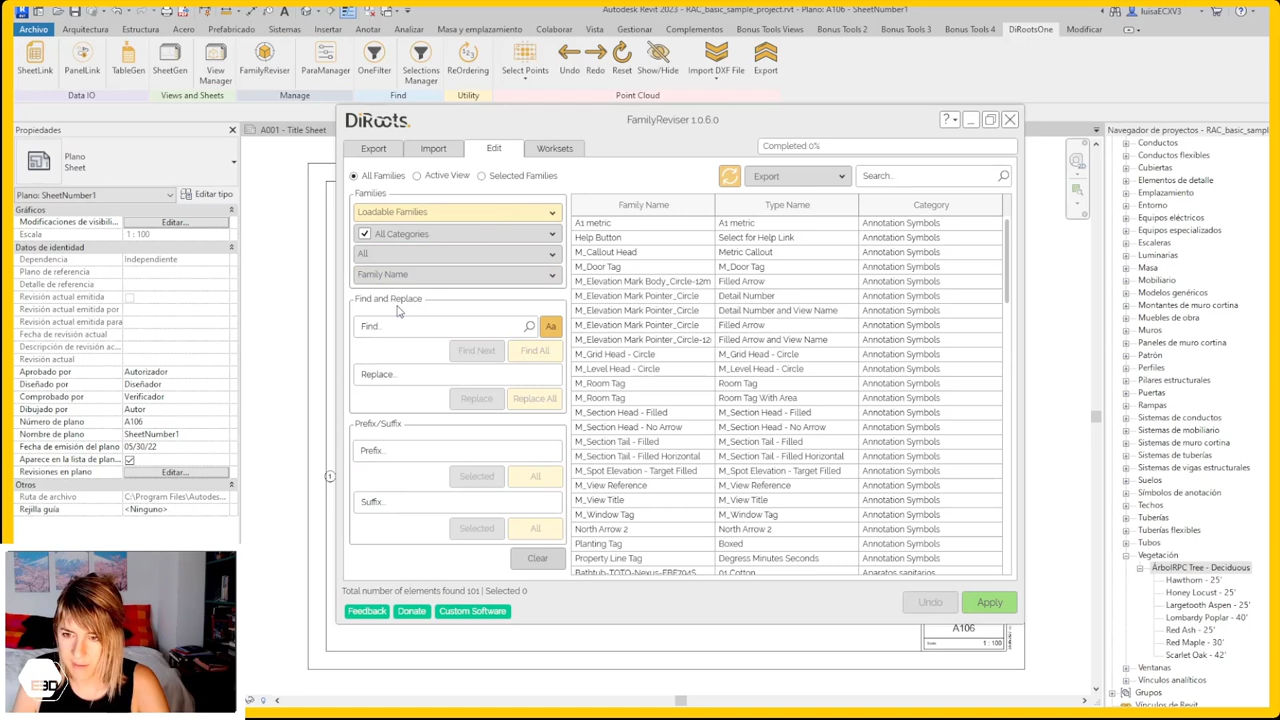 Autodesk Revit 2023 - RAC_basic_sample_project.rvt - Plano: A106 - SheetNumber1
luisaECXV3
Archivo Arquitectura Estructura Acero Prefabricado Sistemas Insertar Anotar Analizar Masa y emplazamiento Colaborar Vista Gestionar Complementos Bonus Tools Views Bonus Tools 2 Bonus Tools 3 Bonus Tools 4 DiRootsOne Modificar
SheetLink PanelLink TableGen SheetGen View Manager FamilyReviser ParaManager OneFilter Selections Manager ReOrdering Select Points Undo Redo Reset Show/Hide Import DXF File Export
Data IO Views and Sheets Manage Find Utility Point Cloud
Propiedades
Plano
Sheet
Plano: SheetNumber1 Editar tipo
Gráficos
Modificaciones de visibili... Editar...
Escala 1 : 100
Datos de identidad
Dependencia Independiente
Plano de referencia
Detalle de referencia
Revisión actual emitida
Revisión actual emitida por
Revisión actual emitida para
Fecha de revisión actual
Descripción de revisión ac...
Revisión actual
Aprobado por Autorizador
Diseñado por Diseñador
Comprobado por Verificador
Dibujado por Autor
Número de plano A106
Nombre de plano SheetNumber1
Fecha de emisión del plano 05/30/22
Aparece en la lista de plan...
Revisiones en plano Editar...
Otros
Ruta de archivo C:\Program Files\Autodes...
Rejilla guía <Ninguno>
E3D
A001 - Title Sheet
1
DiRoots.
FamilyReviser 1.0.6.0
?
Export Import Edit Worksets
Completed 0%
All Families Active View Selected Families
Export
Search..
Families
Loadable Families
All Categories
All
Family Name
Find and Replace
Find..
Aa
Find Next Find All
Replace..
Replace Replace All
Prefix/Suffix
Prefix..
Selected All
Suffix..
Selected All
Clear
Family Name Type Name Category
A1 metric A1 metric Annotation Symbols
Help Button Select for Help Link Annotation Symbols
M_Callout Head Metric Callout Annotation Symbols
M_Door Tag M_Door Tag Annotation Symbols
M_Elevation Mark Body_Circle-12m Filled Arrow Annotation Symbols
M_Elevation Mark Pointer_Circle Detail Number Annotation Symbols
M_Elevation Mark Pointer_Circle Detail Number and View Name Annotation Symbols
M_Elevation Mark Pointer_Circle Filled Arrow Annotation Symbols
M_Elevation Mark Pointer_Circle-12 Filled Arrow and View Name Annotation Symbols
M_Grid Head - Circle M_Grid Head - Circle Annotation Symbols
M_Level Head - Circle M_Level Head - Circle Annotation Symbols
M_Room Tag Room Tag Annotation Symbols
M_Room Tag Room Tag With Area Annotation Symbols
M_Section Head - Filled M_Section Head - Filled Annotation Symbols
M_Section Head - No Arrow M_Section Head - No Arrow Annotation Symbols
M_Section Tail - Filled M_Section Tail - Filled Annotation Symbols
M_Section Tail - Filled Horizontal M_Section Tail - Filled Horizontal Annotation Symbols
M_Spot Elevation - Target Filled M_Spot Elevation - Target Filled Annotation Symbols
M_View Reference M_View Reference Annotation Symbols
M_View Title M_View Title Annotation Symbols
M_Window Tag M_Window Tag Annotation Symbols
North Arrow 2 North Arrow 2 Annotation Symbols
Planting Tag Boxed Annotation Symbols
Property Line Tag Degrees Minutes Seconds Annotation Symbols
Bathtub-TOTO-Nexus-FBF794S 01 Cotton Aparatos sanitarios
Total number of elements found 101 | Selected 0
Feedback Donate Custom Software
Undo Apply
A106
1 : 100
Navegador de proyectos - RAC_basic_samp...
Conductos
Conductos flexibles
Cubiertas
Elementos de detalle
Emplazamiento
Entorno
Equipos eléctricos
Equipos especializados
Escaleras
Luminarias
Masa
Modelos genéricos
Montantes de muro cortina
Muebles de obra
Muros
Paneles de muro cortina
Patrón
Perfiles
Pilares estructurales
Puertas
Rampas
Sistemas de conductos
Sistemas de mobiliario
Sistemas de muro cortina
Sistemas de tuberías
Sistemas de vigas estructurales
Suelos
Símbolos de anotación
Techos
Tuberías
Tuberías flexibles
Tubos
Vegetación
ÁrbolRPC Tree - Deciduous
Hawthorn - 25'
Honey Locust - 25'
Largetooth Aspen - 25'
Lombardy Poplar - 40'
Red Ash - 25'
Red Maple - 30'
Scarlet Oak - 42'
Ventanas
Vínculos analíticos
Grupos
Vínculos de Revit